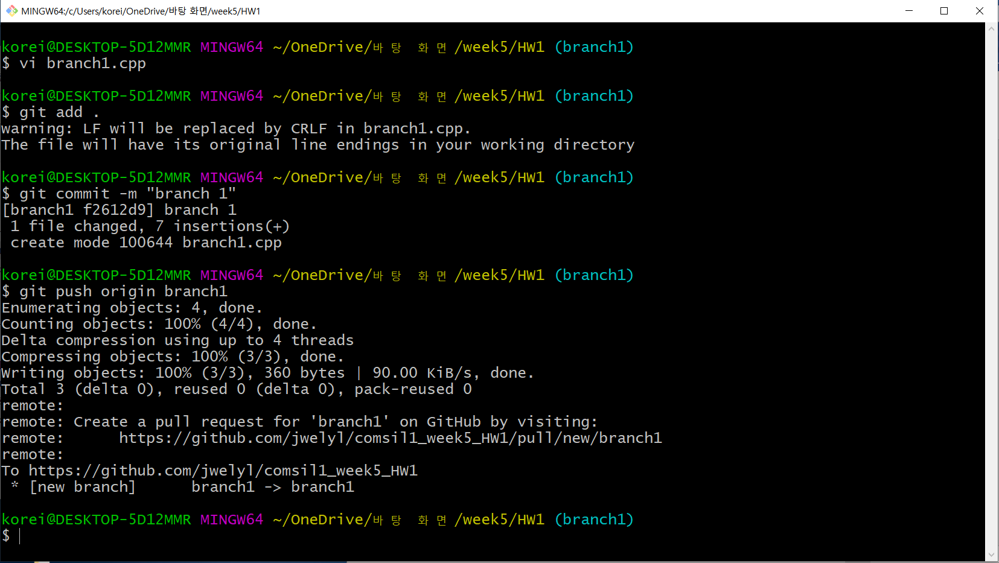 MINGW64:/c/Users/korei/OneDrive/바탕 화면/week5/HW1
korei@DESKTOP-5D12MMR MINGW64 ~/OneDrive/바탕 화면/week5/HW1 (branch1)
$ vi branch1.cpp
korei@DESKTOP-5D12MMR MINGW64 ~/OneDrive/바탕 화면/week5/HW1 (branch1)
$ git add .
warning: LF will be replaced by CRLF in branch1.cpp.
The file will have its original line endings in your working directory
korei@DESKTOP-5D12MMR MINGW64 ~/OneDrive/바탕 화면/week5/HW1 (branch1)
$ git commit -m "branch 1"
[branch1 f2612d9] branch 1
 1 file changed, 7 insertions(+)
 create mode 100644 branch1.cpp
korei@DESKTOP-5D12MMR MINGW64 ~/OneDrive/바탕 화면/week5/HW1 (branch1)
$ git push origin branch1
Enumerating objects: 4, done.
Counting objects: 100% (4/4), done.
Delta compression using up to 4 threads
Compressing objects: 100% (3/3), done.
Writing objects: 100% (3/3), 360 bytes | 90.00 KiB/s, done.
Total 3 (delta 0), reused 0 (delta 0), pack-reused 0
remote:
remote: Create a pull request for 'branch1' on GitHub by visiting:
remote:      https://github.com/jwelyl/comsil1_week5_HW1/pull/new/branch1
remote:
To https://github.com/jwelyl/comsil1_week5_HW1
 * [new branch]      branch1 -> branch1
korei@DESKTOP-5D12MMR MINGW64 ~/OneDrive/바탕 화면/week5/HW1 (branch1)
$